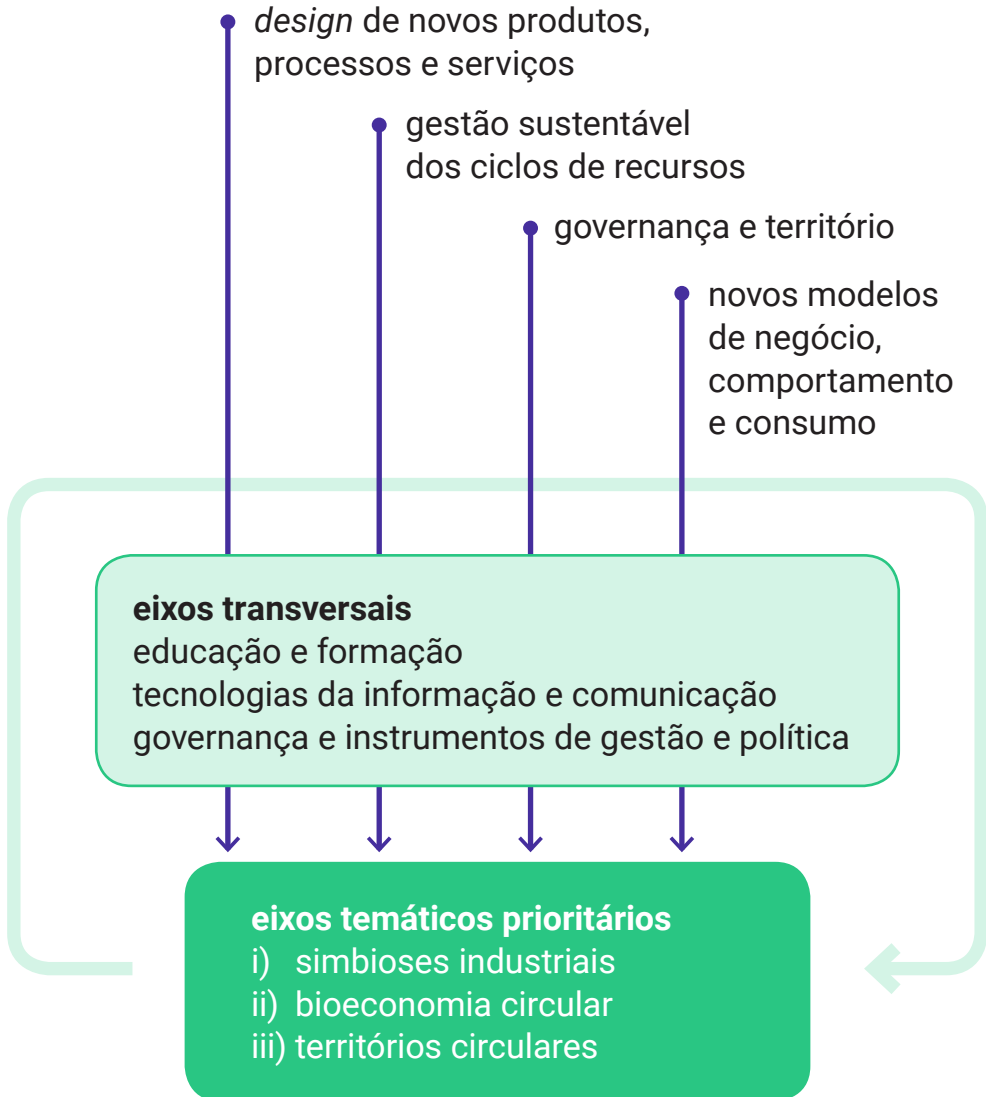 design de novos produtos,
processos e serviços
gestão sustentável
dos ciclos de recursos
governança e território
novos modelos
de negócio,
comportamento
e consumo
eixos transversais
educação e formação
tecnologias da informação e comunicação
governança e instrumentos de gestão e política
eixos temáticos prioritários
i) simbioses industriais
ii) bioeconomia circular
iii) territórios circulares